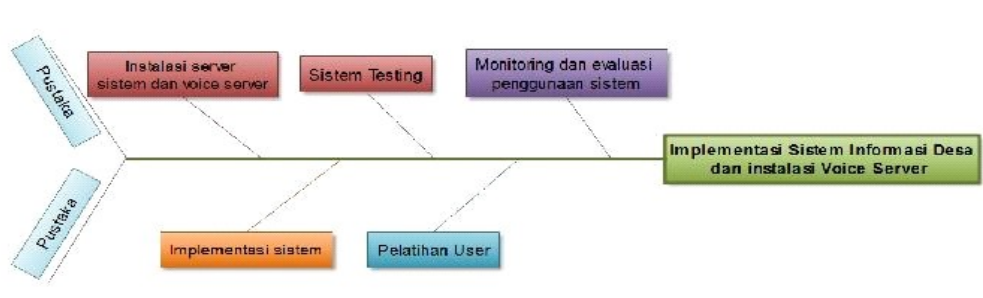 Pustaka
Instalasi server
sistem dan voice server
Sistem Testing
Monitoring dan evaluasi
penggunaan sistem
Implementasi Sistem Informasi Desa
dan instalasi Voice Server
Pustaka
Implementasi sistem
Pelatihan User